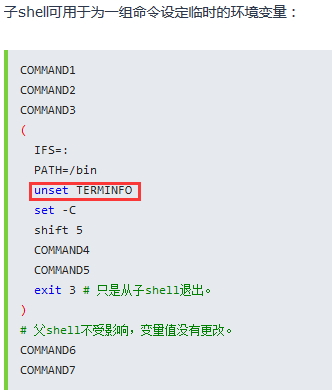 子shell可用于为一组命令设定临时的环境变量：
COMMAND1
COMMAND2
COMMAND3
(
IFS=:
PATH=/bin
unset TERMINFO
set -C
shift 5
COMMAND4
COMMAND5
exit 3 # 只是从子shell退出。
)
# 父shell不受影响，变量值没有更改。
COMMAND6
COMMAND7